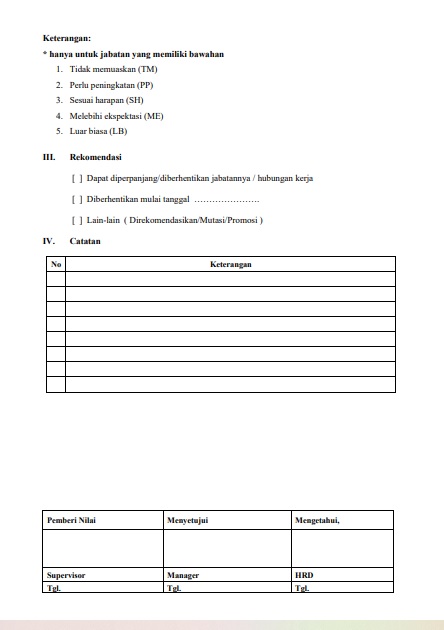 Keterangan:
* hanya untuk jabatan yang memiliki bawahan
1. Tidak memuaskan (TM)
2. Perlu peningkatan (PP)
3. Sesuai harapan (SH)
4. Melebihi ekspektasi (ME)
5. Luar biasa (LB)
III. Rekomendasi
[ ] Dapat diperpanjang/diberhentikan jabatannya / hubungan kerja
[ ] Diberhentikan mulai tanggal ......................
[ ] Lain-lain ( Direkomendasikan/Mutasi/Promosi )
IV. Catatan
No Keterangan
Pemberi Nilai Menyetujui Mengetahui,
Supervisor Manager HRD
Tgl. Tgl. Tgl.